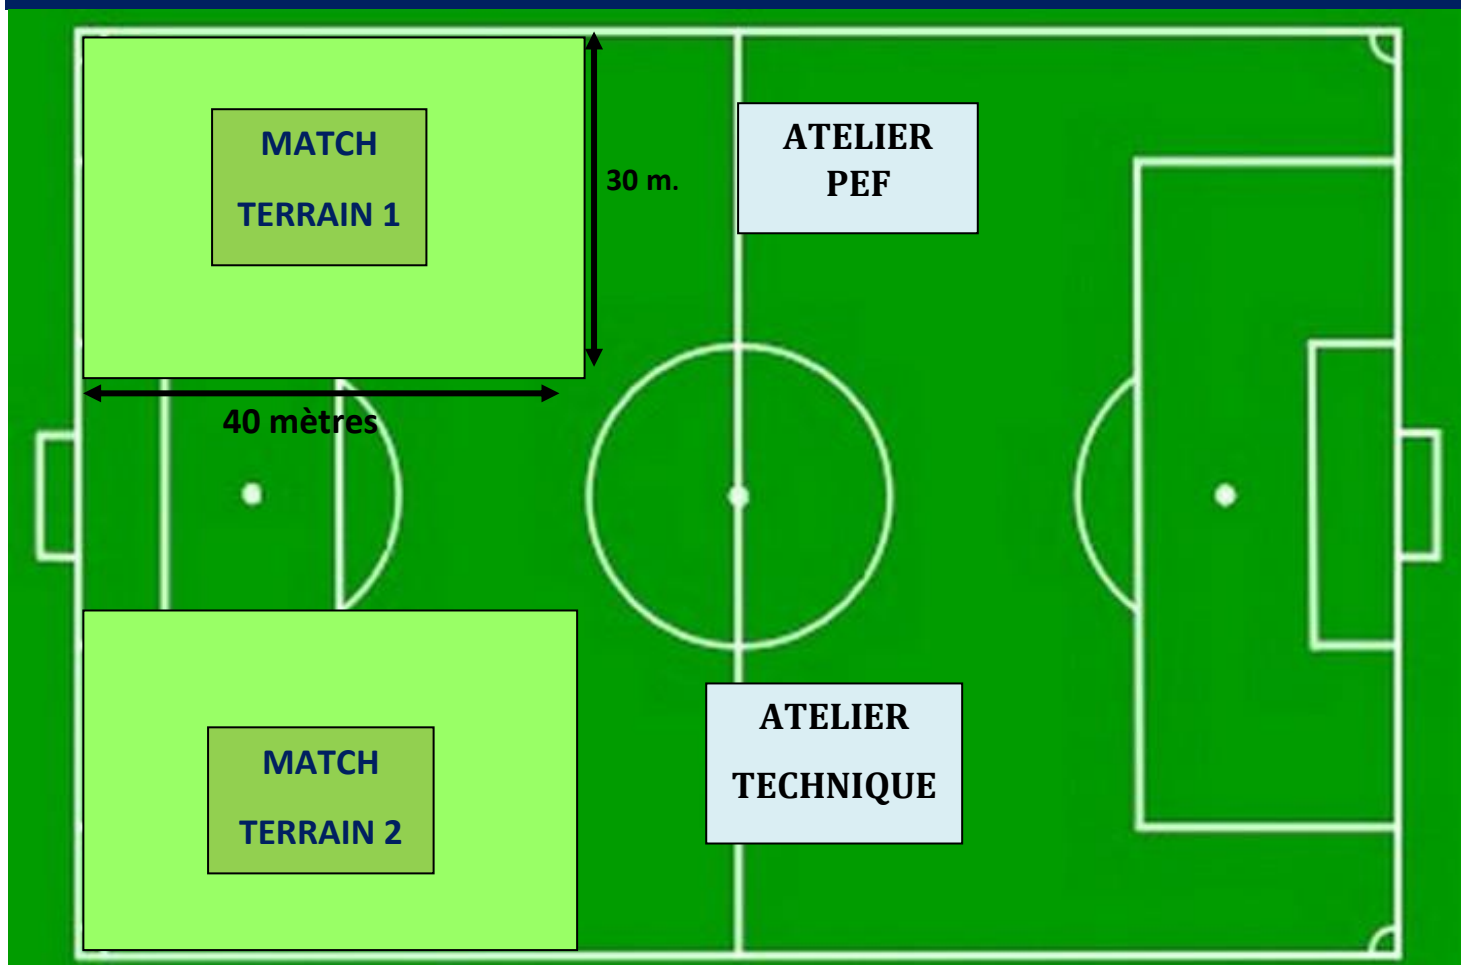 MATCH
TERRAIN 1
30 m.
ATELIER
PEF
40 mètres
MATCH
TERRAIN 2
ATELIER
TECHNIQUE